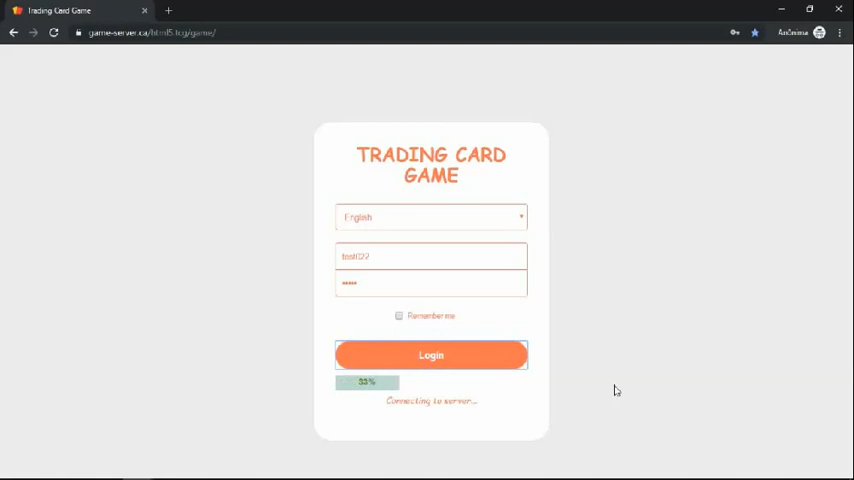 Trading Card Game
game-server.ca/html5.tcg/game/
Anônima
TRADING CARD
GAME
English
test022
Remember me
Login
33%
Connecting to server...